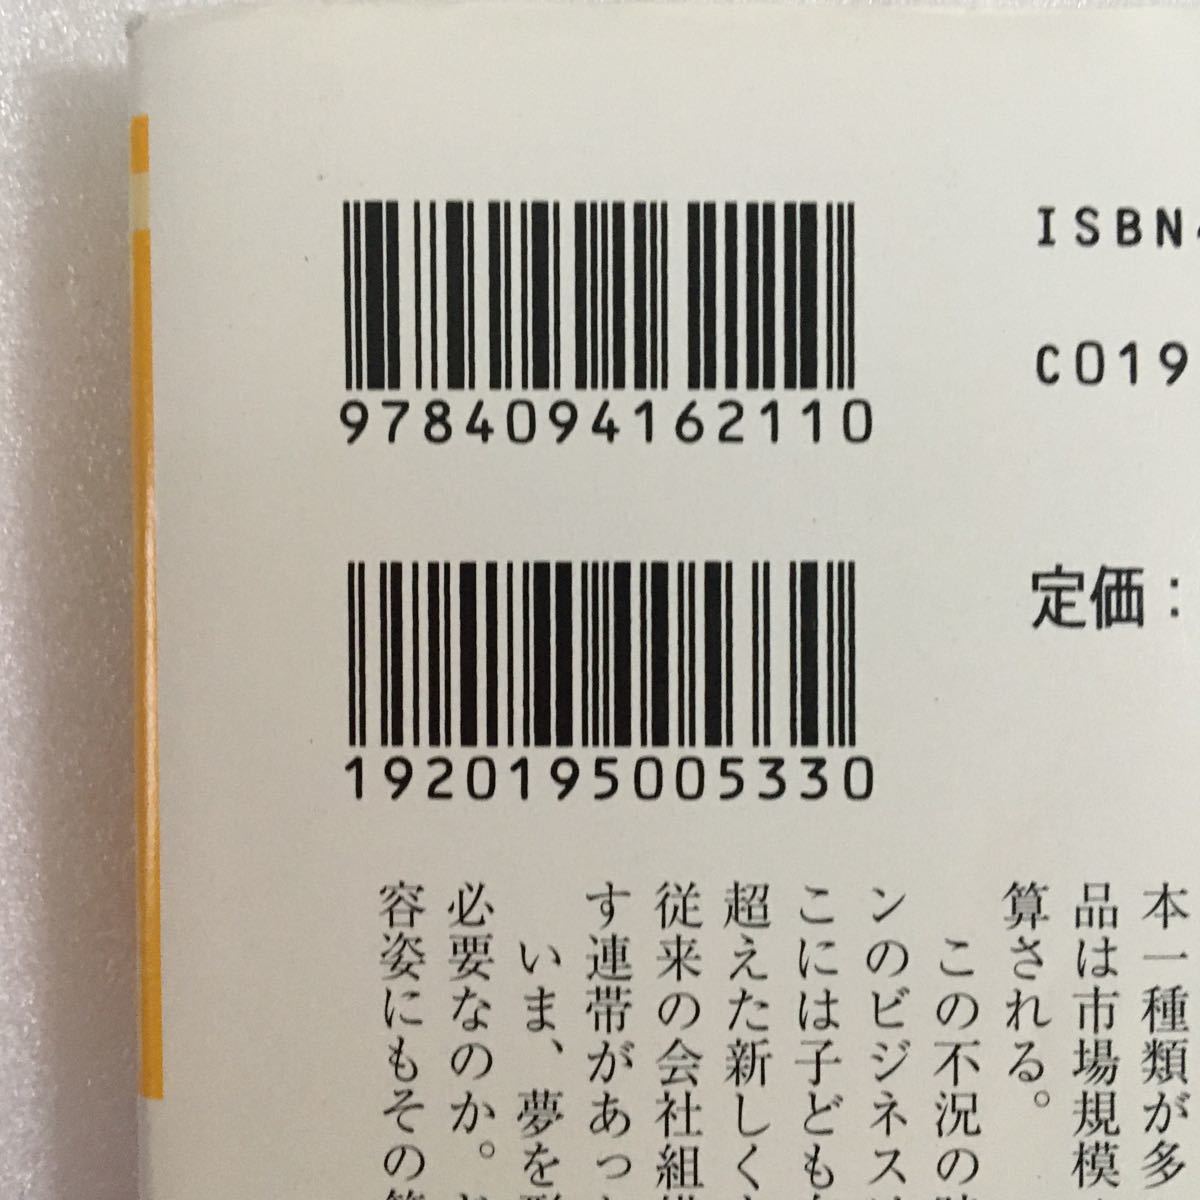 ISBN4
9784094162110
C019
定価：
1920195005330
本一種類が多
品は市場規模
算される。
この不況の
ンのビジネス
こには子ども
超えた新しく
従来の会社組
す連帯があっ
いま、夢を
必要なのか。
容姿にもその